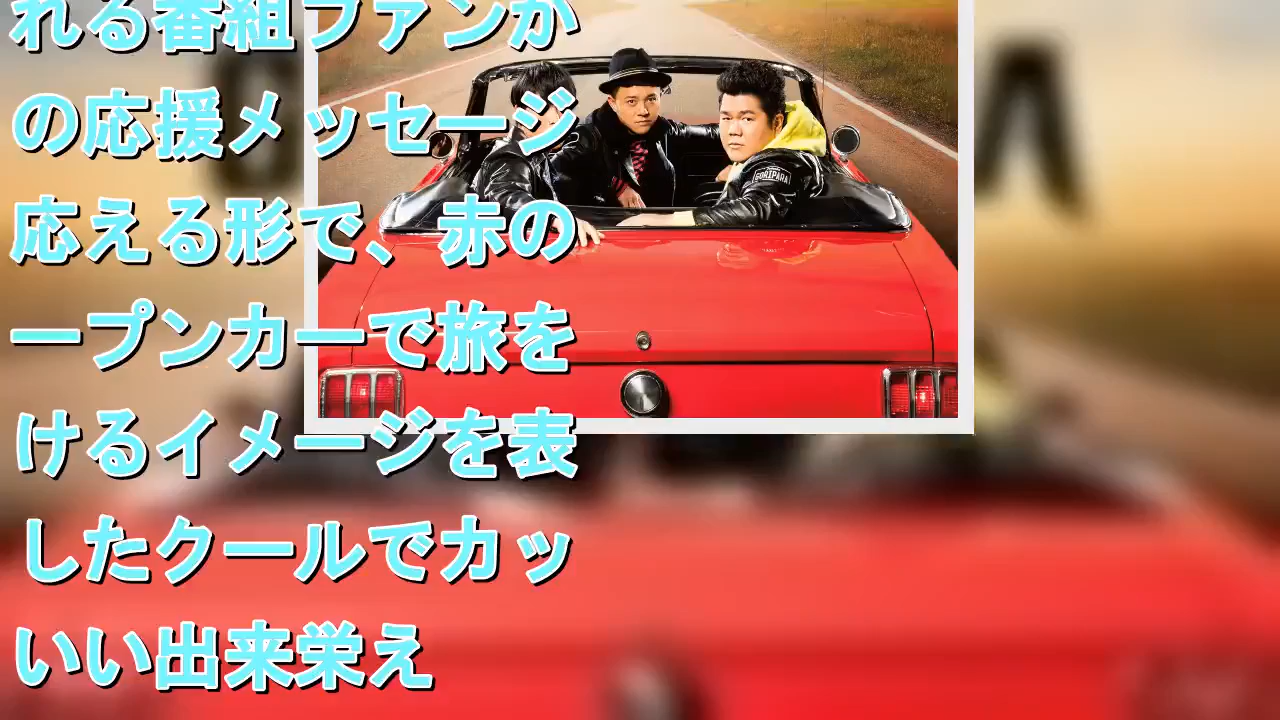 れる番組ファンか
の応援メッセージ
応える形で、赤の
ープンカーで旅を
けるイメージを表
したクールでカッ
いい出来栄え
GORIPARA